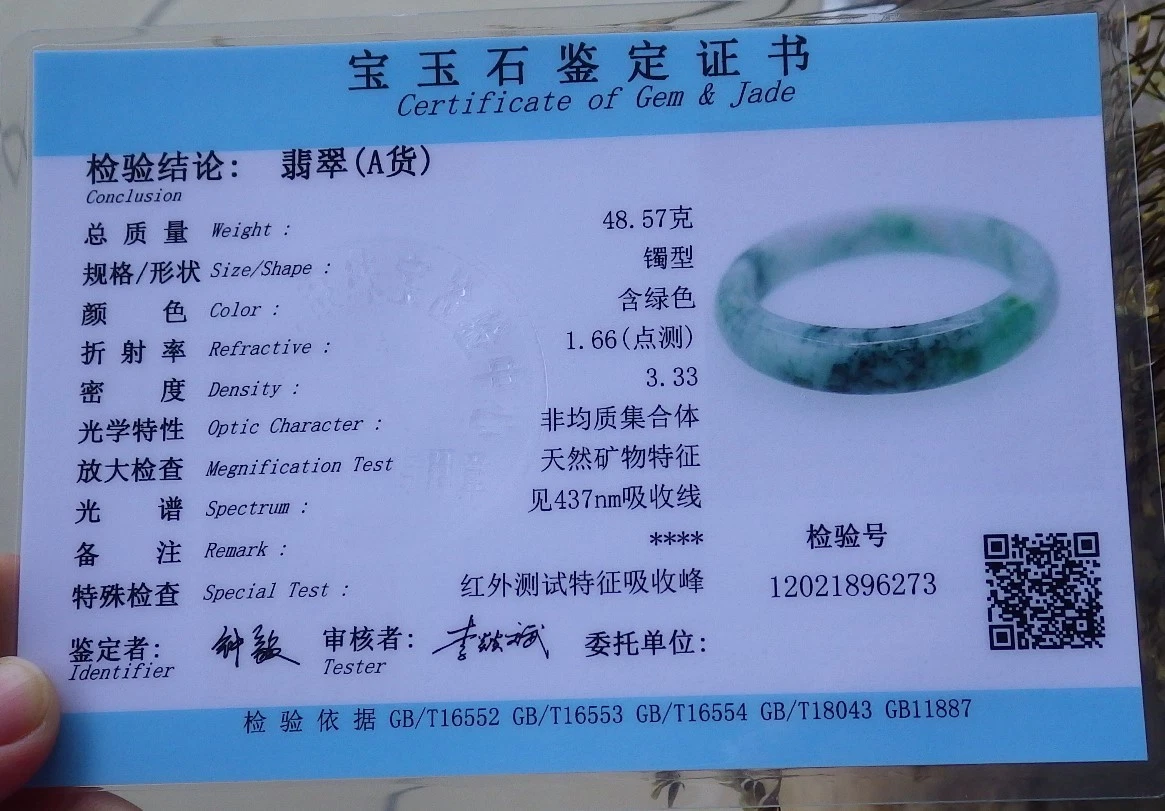 宝玉石鉴定证书
Certificate of Gem & Jade
检验结论: 翡翠(A货)
Conclusion
总质量 Weight : 48.57克
规格/形状 Size/Shape : 镯型
颜色 Color : 含绿色
折射率 Refractive : 1.66(点测)
密度 Density : 3.33
光学特性 Optic Character : 非均质集合体
放大检查 Megnification Test 天然矿物特征
光谱 Spectrum : 见437nm吸收线
备注 Remark : ****
特殊检查 Special Test : 红外测试特征吸收峰
检验号
12021896273
鉴定者: 审核者: 委托单位:
Identifier Tester
检验依据 GB/T16552 GB/T16553 GB/T16554 GB/T18043 GB11887